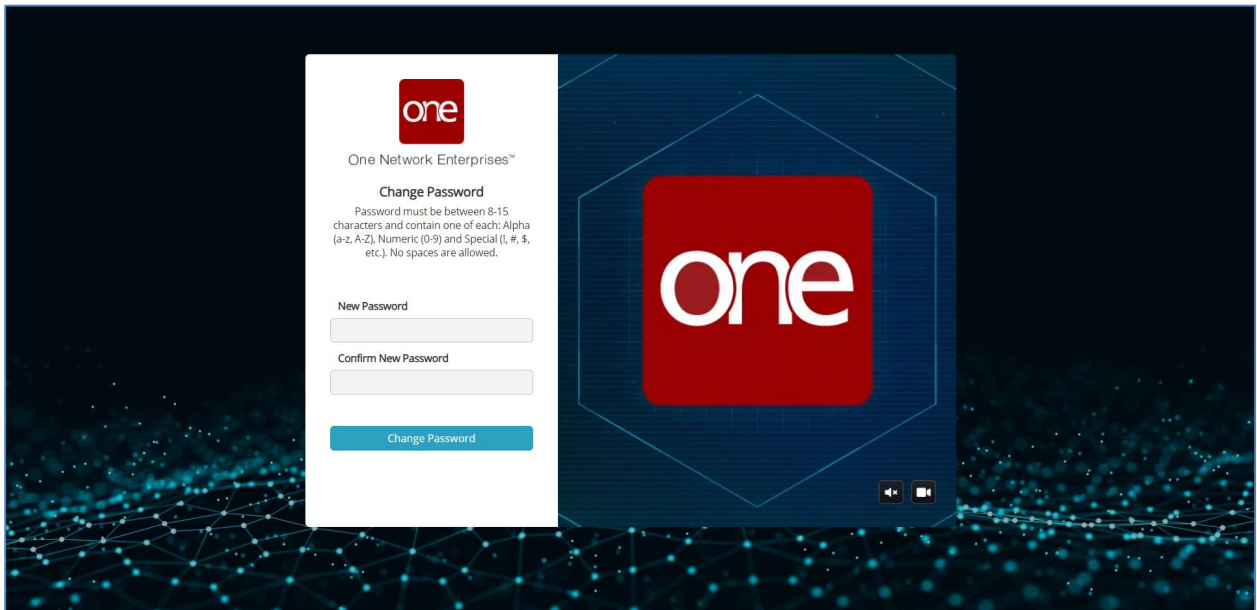 one
One Network Enterprises™
Change Password
Password must be between 8-15
characters and contain one of each: Alpha
(a-z, A-Z), Numeric (0-9) and Special (!, #, $,
etc.). No spaces are allowed.
New Password
Confirm New Password
Change Password
one